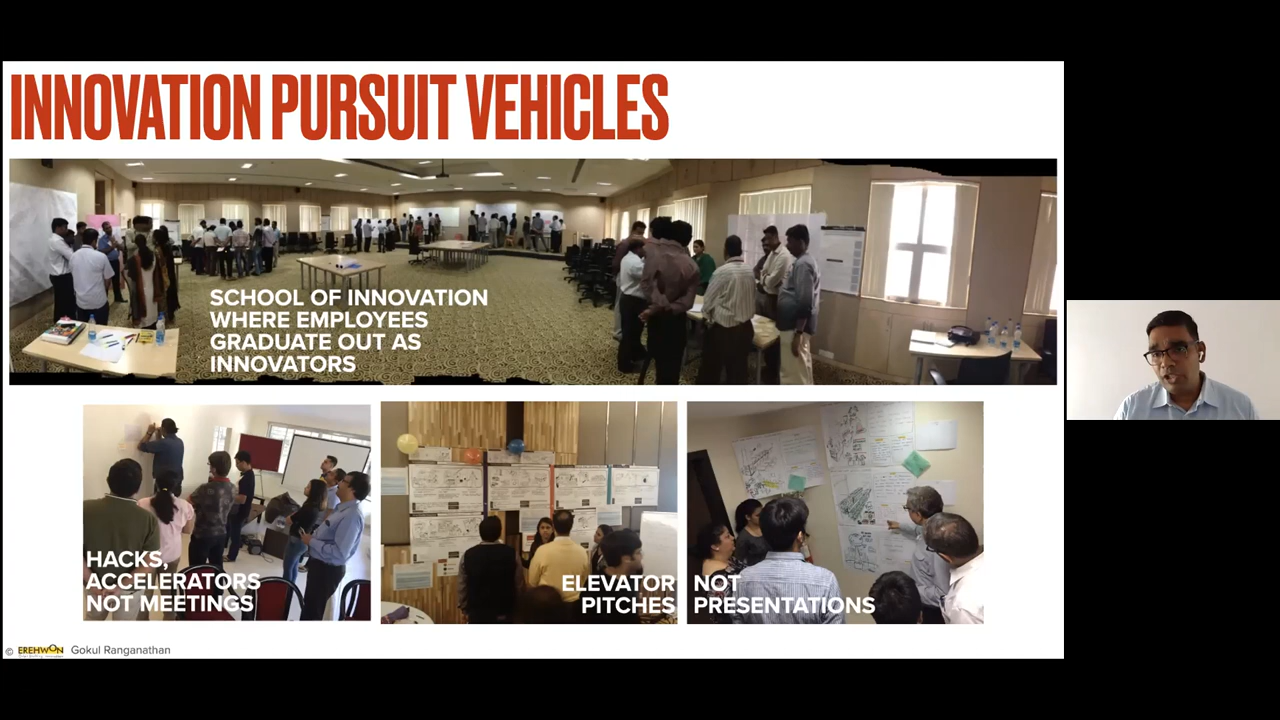 INNOVATION PURSUIT VEHICLES
SCHOOL OF INNOVATION
WHERE EMPLOYEES
GRADUATE OUT AS
INNOVATORS
HACKS,
ACCELERATORS
NOT MEETINGS
ELEVATOR
PITCHES
NOT
PRESENTATIONS
© EREHWON Gokul Ranganathan